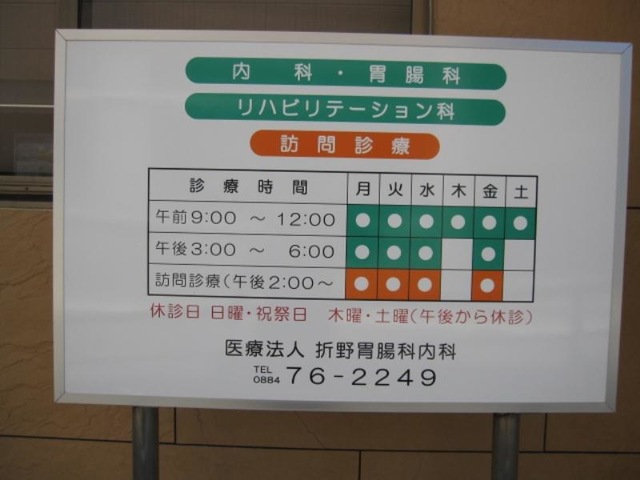 内科・胃腸科
リハビリテーション科
訪問診療
診療時間 月 火 水 木 金 土
午前9:00 ～ 12:00 ● ● ● ● ● ●
午後3:00 ～ 6:00 ● ● ● ●
訪問診療(午後2:00～ ● ● ● ●
休診日 日曜・祝祭日 木曜・土曜(午後から休診)
医療法人 折野胃腸科内科
TEL 0884 76-2249